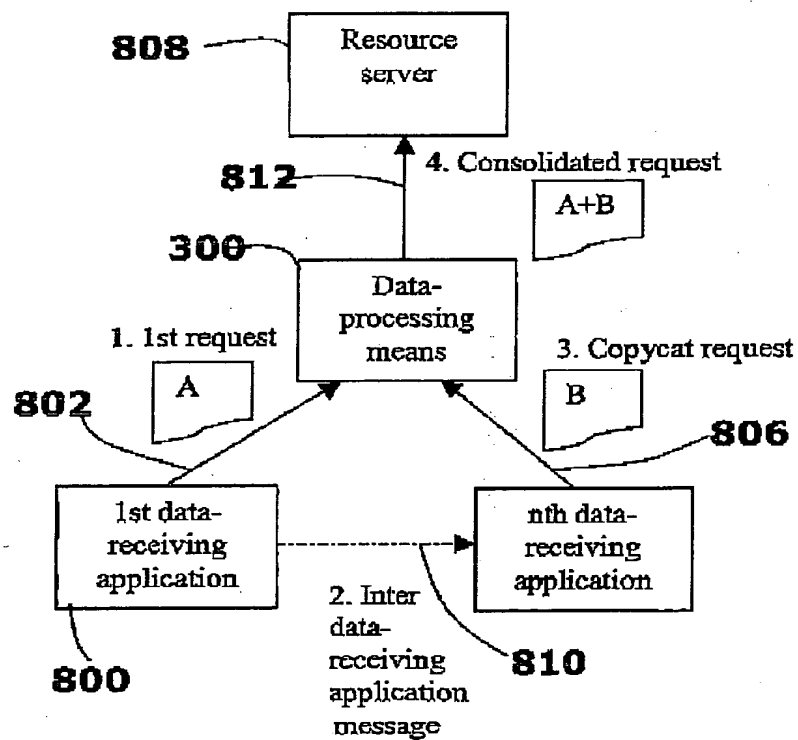 808
Resource
server
812
4. Consolidated request
A+B
300
Data-
processing
means
1. 1st request
A
3. Copycat request
B
802
806
1st data-
receiving
application
nth data-
receiving
application
2. Inter
data-
receiving
application
message
800
810